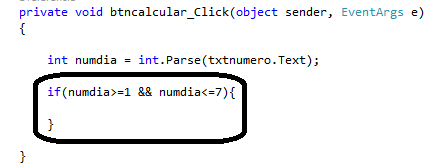 private void btncalcular_Click(object sender, EventArgs e)
{
int numdia = int.Parse(txtnumero.Text);
if(numdia>=1 && numdia<=7){
}
}